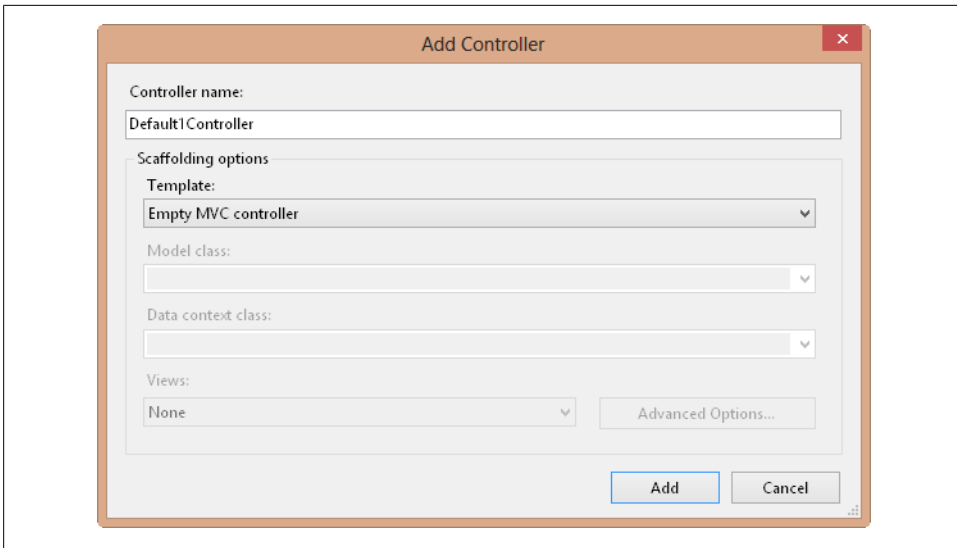 Add Controller
Controller name:
Default1Controller
Scaffolding options
Template:
Empty MVC controller
Model class:
Data context class:
Views:
None
Advanced Options...
Add
Cancel